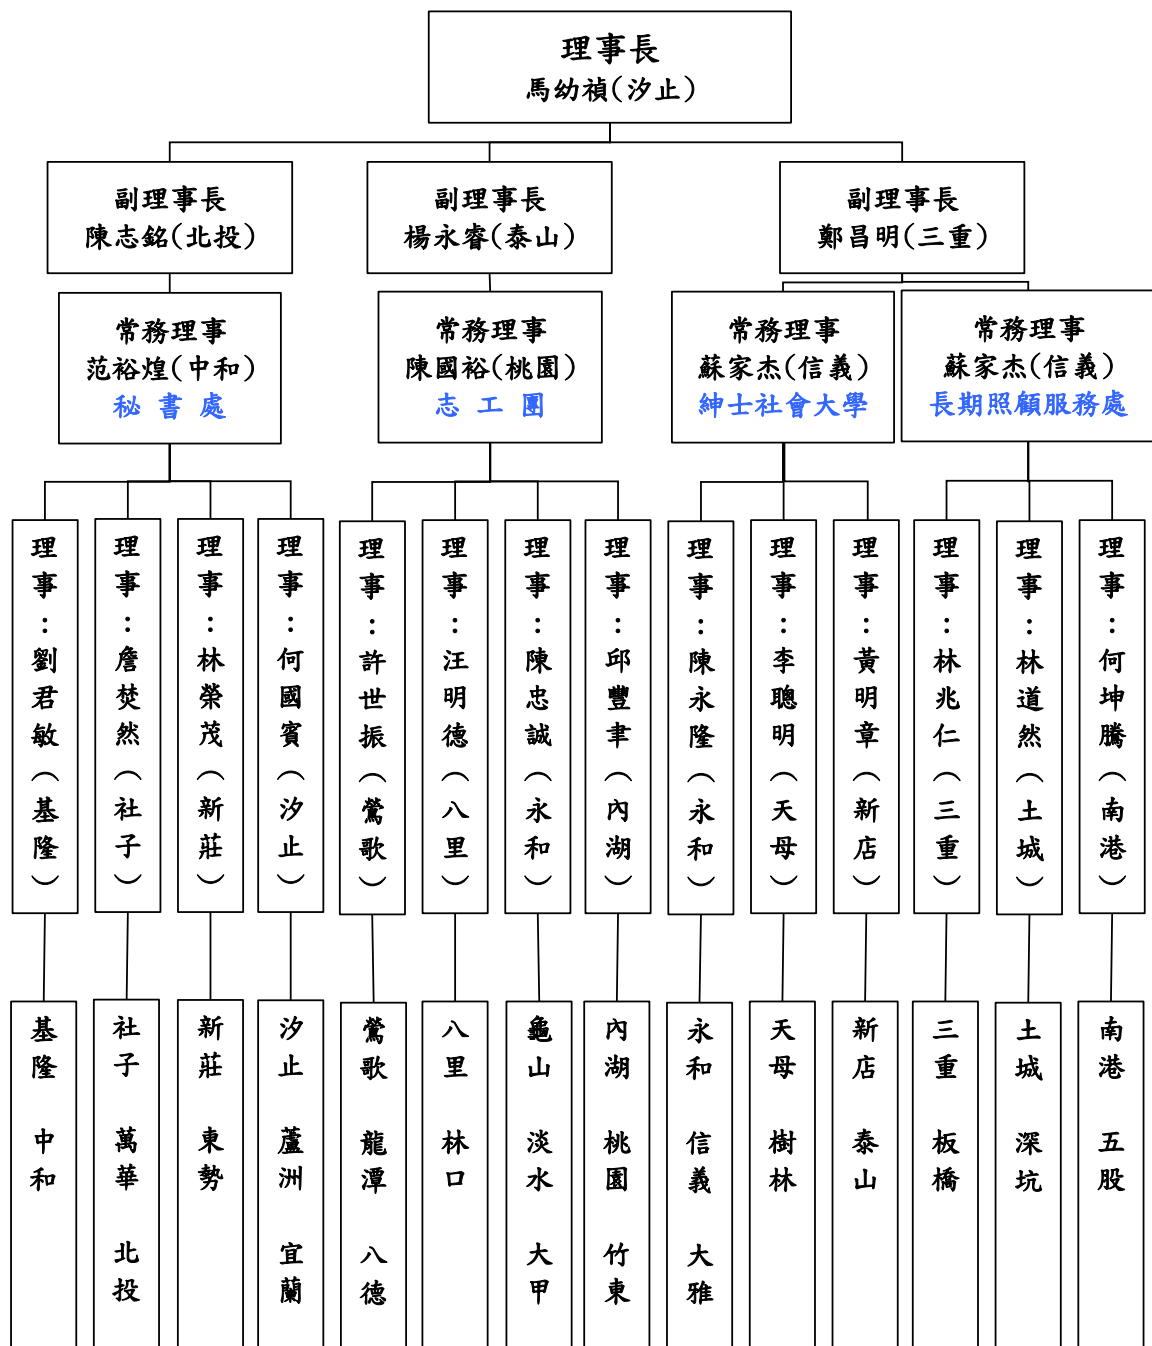 理事長
馬幼禎(汐止)
副理事長
陳志銘(北投)
副理事長
楊永睿(泰山)
副理事長
鄭昌明(三重)
常務理事
范裕煌(中和)
秘 書 處
常務理事
陳國裕(桃園)
志 工 團
常務理事
蘇家杰(信義)
紳士社會大學
常務理事
蘇家杰(信義)
長期照顧服務處
理事：劉君敏（基隆）
理事：詹焚然（社子）
理事：林榮茂（新莊）
理事：何國賓（汐止）
理事：許世振（鶯歌）
理事：汪明德（八里）
理事：陳忠誠（永和）
理事：邱豐聿（內湖）
理事：陳永隆（永和）
理事：李聰明（天母）
理事：黃明章（新店）
理事：林兆仁（三重）
理事：林道然（土城）
理事：何坤騰（南港）
基隆 中和
社子 萬華 北投
新莊 東勢
汐止 蘆洲 宜蘭
鶯歌 龍潭 八德
八里 林口
龜山 淡水 大甲
內湖 桃園 竹東
永和 信義 大雅
天母 樹林
新店 泰山
三重 板橋
土城 深坑
南港 五股